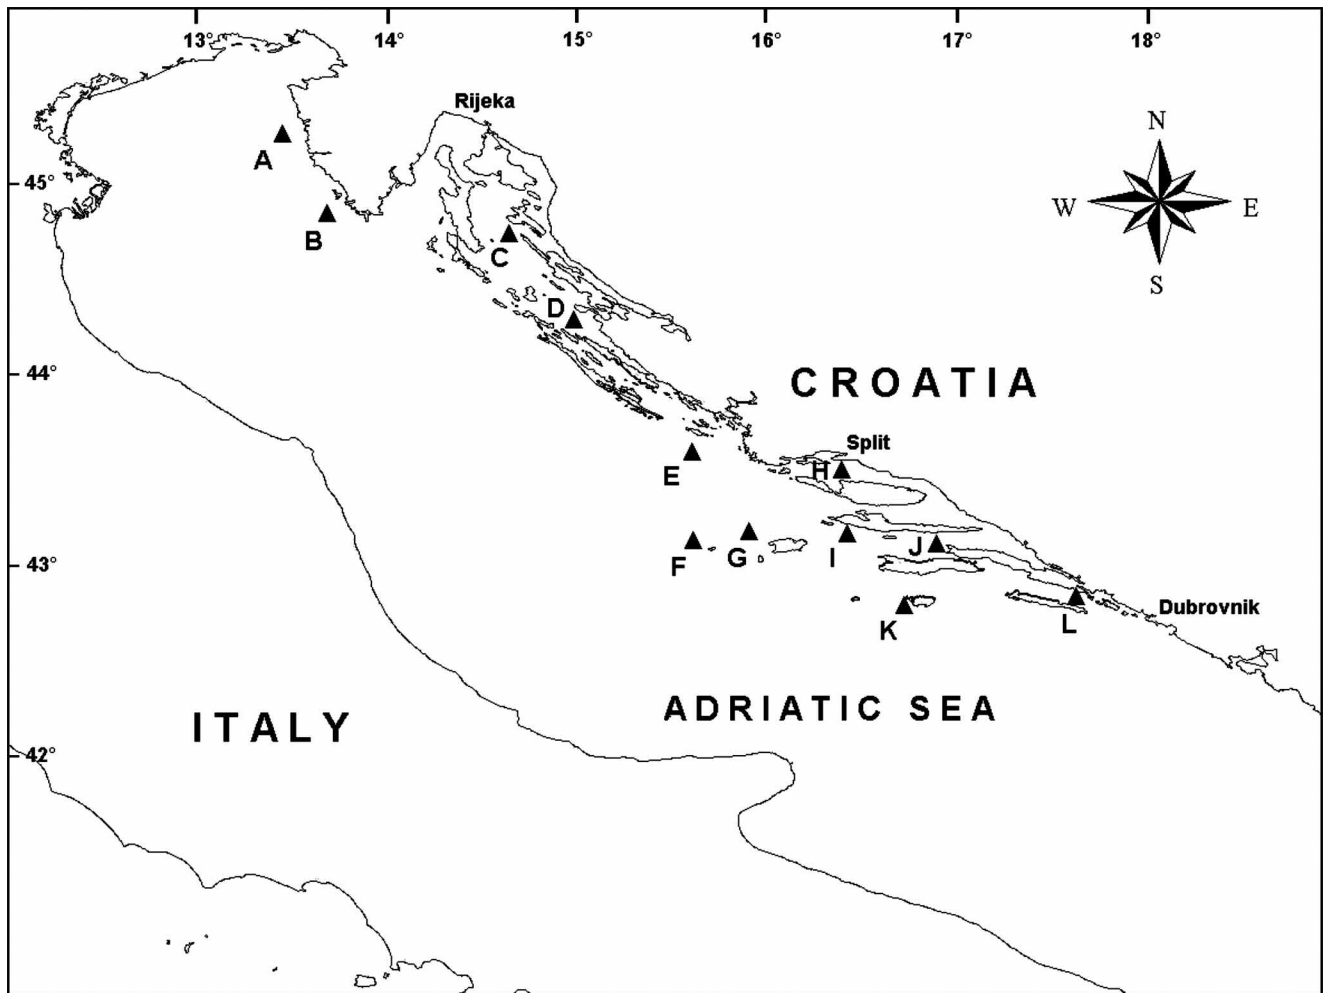 13° 14° 15° 16° 17° 18°
Rijeka
N
A
45°
W E
B
C
S
D
44°
CROATIA
Split
H
E
J
G I
F
43°
Dubrovnik
L
K
ADRIATIC SEA
ITALY
42°